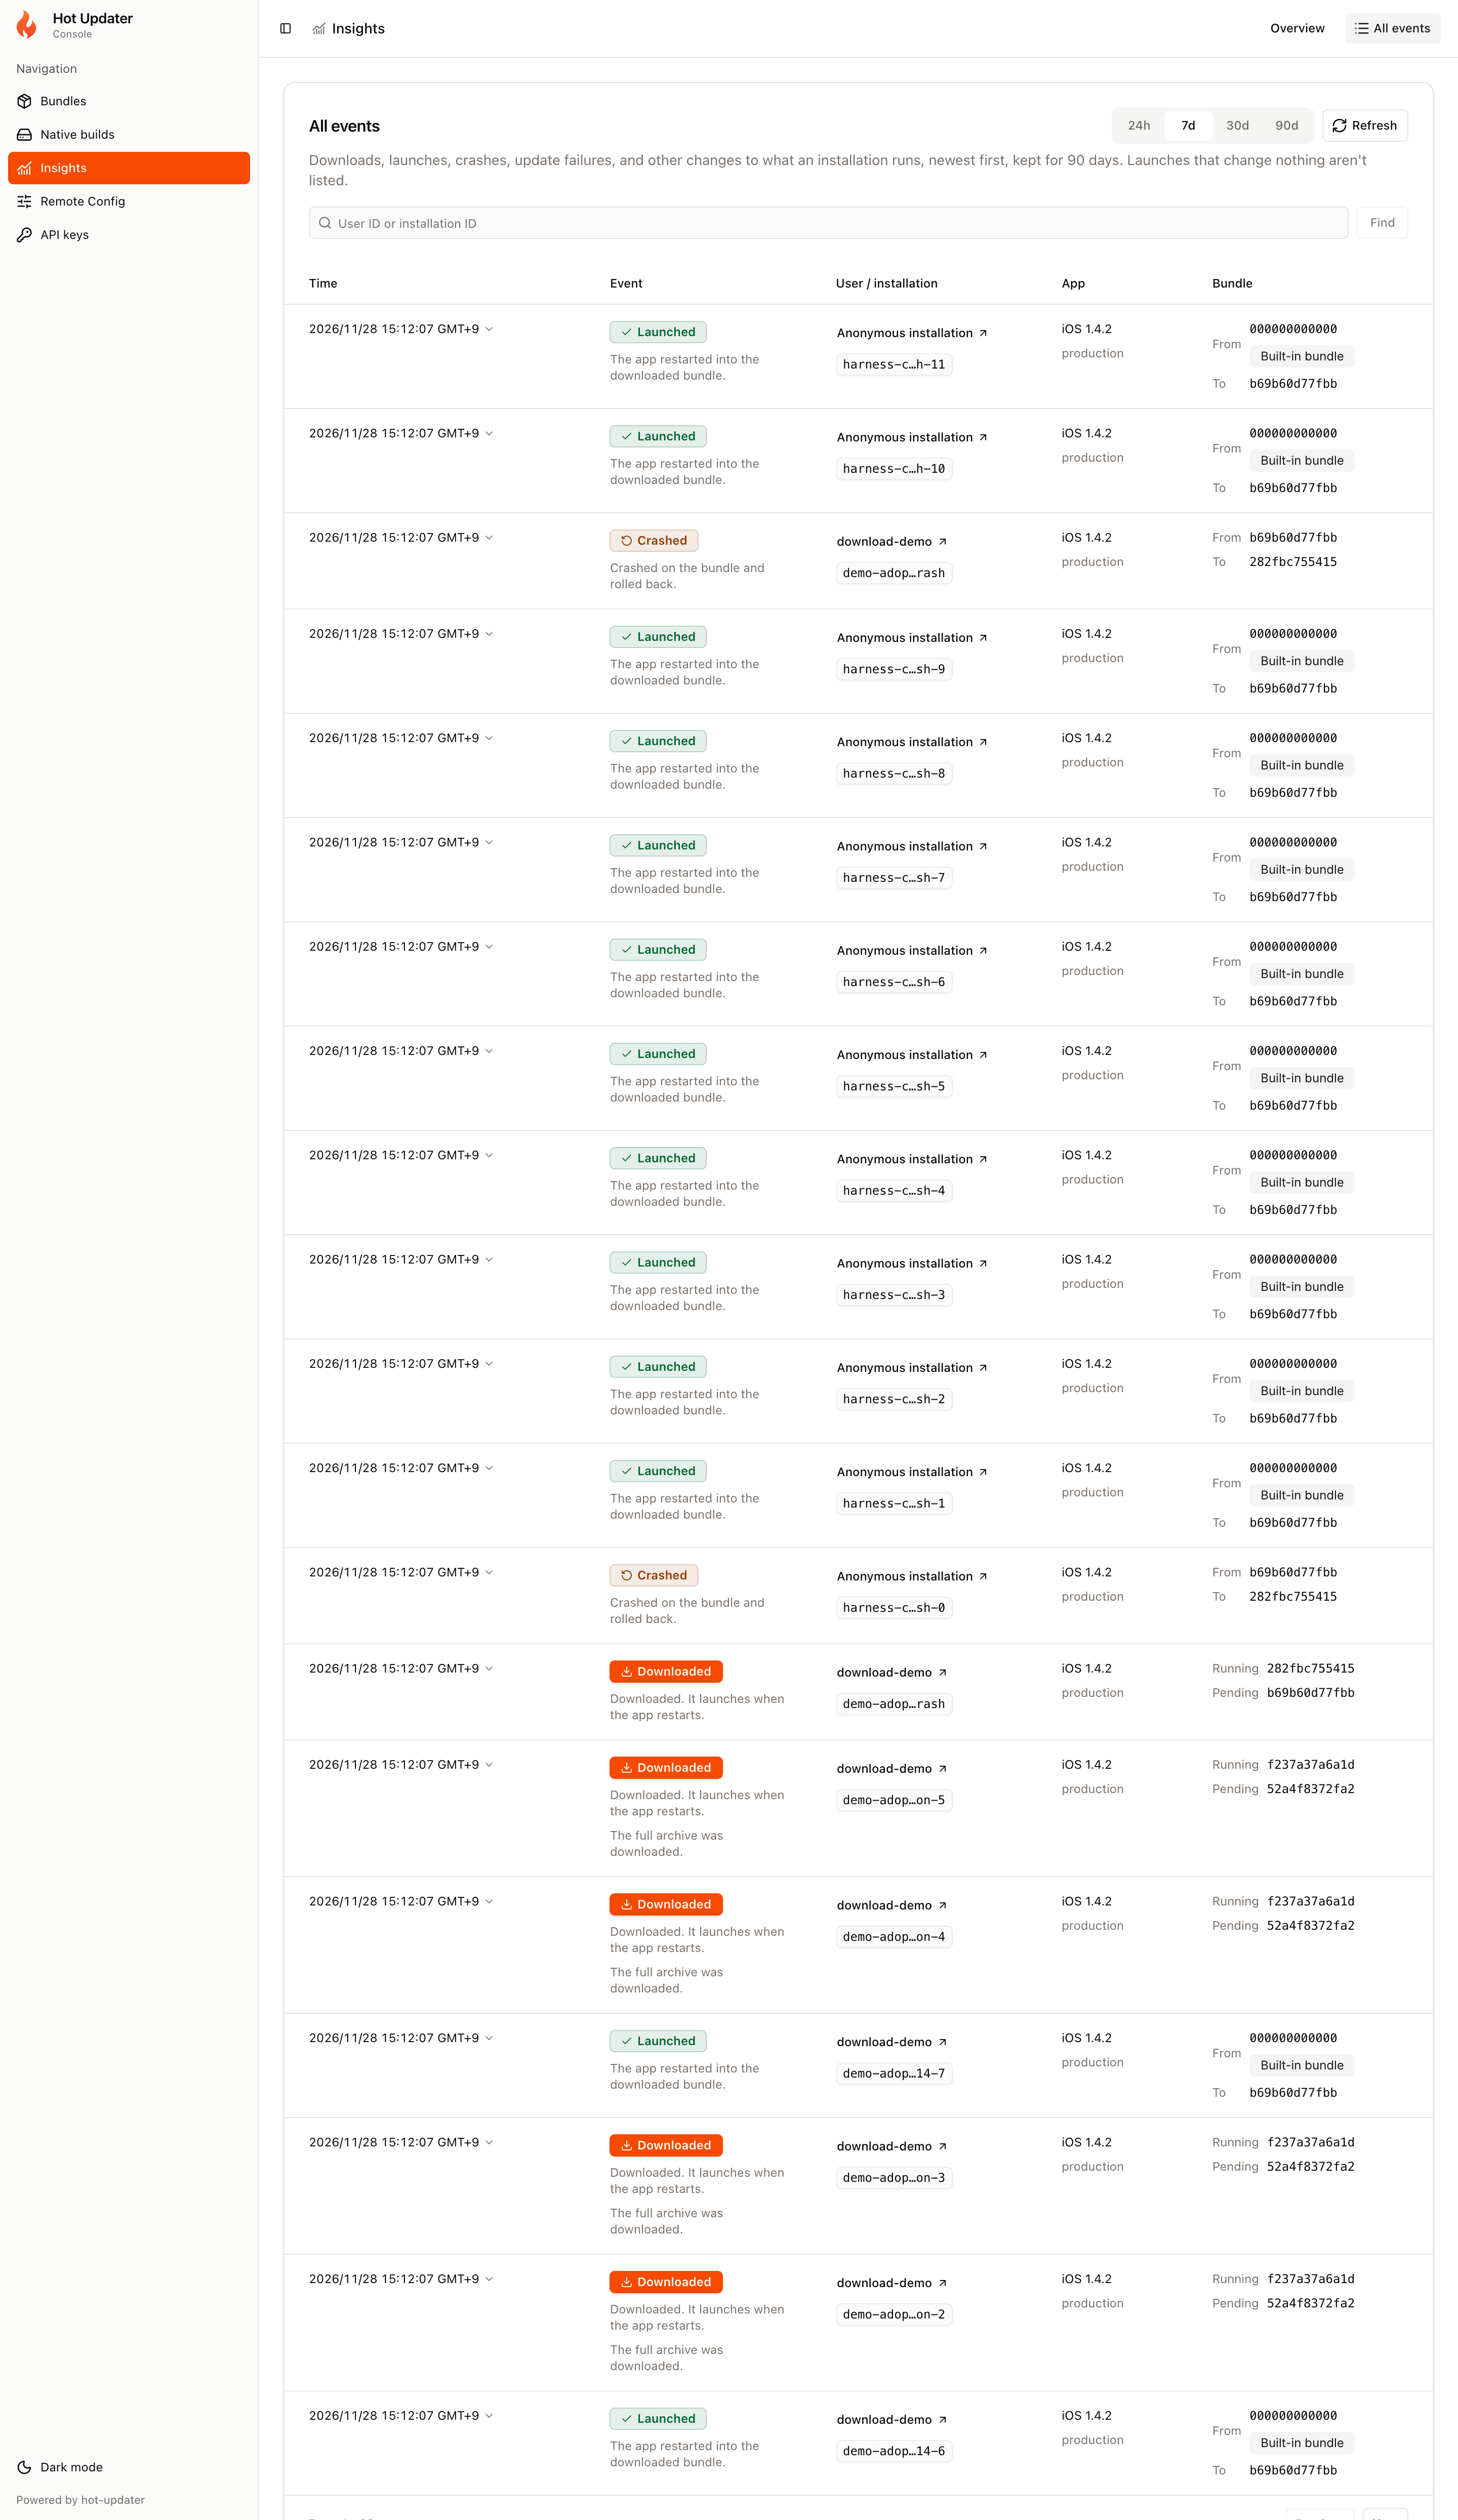 Hot Updater
Console
Navigation
Bundles
Native builds
Insights
Remote Config
API keys
Dark mode
Powered by hot-updater
Insights
Overview
All events
All events
24h 7d 30d 90d
Refresh
Downloads, launches, crashes, update failures, and other changes to what an installation runs, newest first, kept for 90 days. Launches that change nothing aren't
listed.
User ID or installation ID
Find
Time Event User / installation App Bundle
2026/11/28 15:12:07 GMT+9
Launched
The app restarted into the
downloaded bundle.
Anonymous installation
harness-c…h-11
iOS 1.4.2
production
From 000000000000
Built-in bundle
To b69b60d77fbb
2026/11/28 15:12:07 GMT+9
Launched
The app restarted into the
downloaded bundle.
Anonymous installation
harness-c…h-10
iOS 1.4.2
production
From 000000000000
Built-in bundle
To b69b60d77fbb
2026/11/28 15:12:07 GMT+9
Crashed
Crashed on the bundle and
rolled back.
download-demo
demo-adop…rash
iOS 1.4.2
production
From b69b60d77fbb
To 282fbc755415
2026/11/28 15:12:07 GMT+9
Launched
The app restarted into the
downloaded bundle.
Anonymous installation
harness-c…sh-9
iOS 1.4.2
production
From 000000000000
Built-in bundle
To b69b60d77fbb
2026/11/28 15:12:07 GMT+9
Launched
The app restarted into the
downloaded bundle.
Anonymous installation
harness-c…sh-8
iOS 1.4.2
production
From 000000000000
Built-in bundle
To b69b60d77fbb
2026/11/28 15:12:07 GMT+9
Launched
The app restarted into the
downloaded bundle.
Anonymous installation
harness-c…sh-7
iOS 1.4.2
production
From 000000000000
Built-in bundle
To b69b60d77fbb
2026/11/28 15:12:07 GMT+9
Launched
The app restarted into the
downloaded bundle.
Anonymous installation
harness-c…sh-6
iOS 1.4.2
production
From 000000000000
Built-in bundle
To b69b60d77fbb
2026/11/28 15:12:07 GMT+9
Launched
The app restarted into the
downloaded bundle.
Anonymous installation
harness-c…sh-5
iOS 1.4.2
production
From 000000000000
Built-in bundle
To b69b60d77fbb
2026/11/28 15:12:07 GMT+9
Launched
The app restarted into the
downloaded bundle.
Anonymous installation
harness-c…sh-4
iOS 1.4.2
production
From 000000000000
Built-in bundle
To b69b60d77fbb
2026/11/28 15:12:07 GMT+9
Launched
The app restarted into the
downloaded bundle.
Anonymous installation
harness-c…sh-3
iOS 1.4.2
production
From 000000000000
Built-in bundle
To b69b60d77fbb
2026/11/28 15:12:07 GMT+9
Launched
The app restarted into the
downloaded bundle.
Anonymous installation
harness-c…sh-2
iOS 1.4.2
production
From 000000000000
Built-in bundle
To b69b60d77fbb
2026/11/28 15:12:07 GMT+9
Launched
The app restarted into the
downloaded bundle.
Anonymous installation
harness-c…sh-1
iOS 1.4.2
production
From 000000000000
Built-in bundle
To b69b60d77fbb
2026/11/28 15:12:07 GMT+9
Crashed
Crashed on the bundle and
rolled back.
Anonymous installation
harness-c…sh-0
iOS 1.4.2
production
From b69b60d77fbb
To 282fbc755415
2026/11/28 15:12:07 GMT+9
Downloaded
Downloaded. It launches when
the app restarts.
download-demo
demo-adop…rash
iOS 1.4.2
production
Running 282fbc755415
Pending b69b60d77fbb
2026/11/28 15:12:07 GMT+9
Downloaded
Downloaded. It launches when
the app restarts.
The full archive was
downloaded.
download-demo
demo-adop…on-5
iOS 1.4.2
production
Running f237a37a6a1d
Pending 52a4f8372fa2
2026/11/28 15:12:07 GMT+9
Downloaded
Downloaded. It launches when
the app restarts.
The full archive was
downloaded.
download-demo
demo-adop…on-4
iOS 1.4.2
production
Running f237a37a6a1d
Pending 52a4f8372fa2
2026/11/28 15:12:07 GMT+9
Launched
The app restarted into the
downloaded bundle.
download-demo
demo-adop…14-7
iOS 1.4.2
production
From 000000000000
Built-in bundle
To b69b60d77fbb
2026/11/28 15:12:07 GMT+9
Downloaded
Downloaded. It launches when
the app restarts.
The full archive was
downloaded.
download-demo
demo-adop…on-3
iOS 1.4.2
production
Running f237a37a6a1d
Pending 52a4f8372fa2
2026/11/28 15:12:07 GMT+9
Downloaded
Downloaded. It launches when
the app restarts.
The full archive was
downloaded.
download-demo
demo-adop…on-2
iOS 1.4.2
production
Running f237a37a6a1d
Pending 52a4f8372fa2
2026/11/28 15:12:07 GMT+9
Launched
The app restarted into the
downloaded bundle.
download-demo
demo-adop…14-6
iOS 1.4.2
production
From 000000000000
Built-in bundle
To b69b60d77fbb